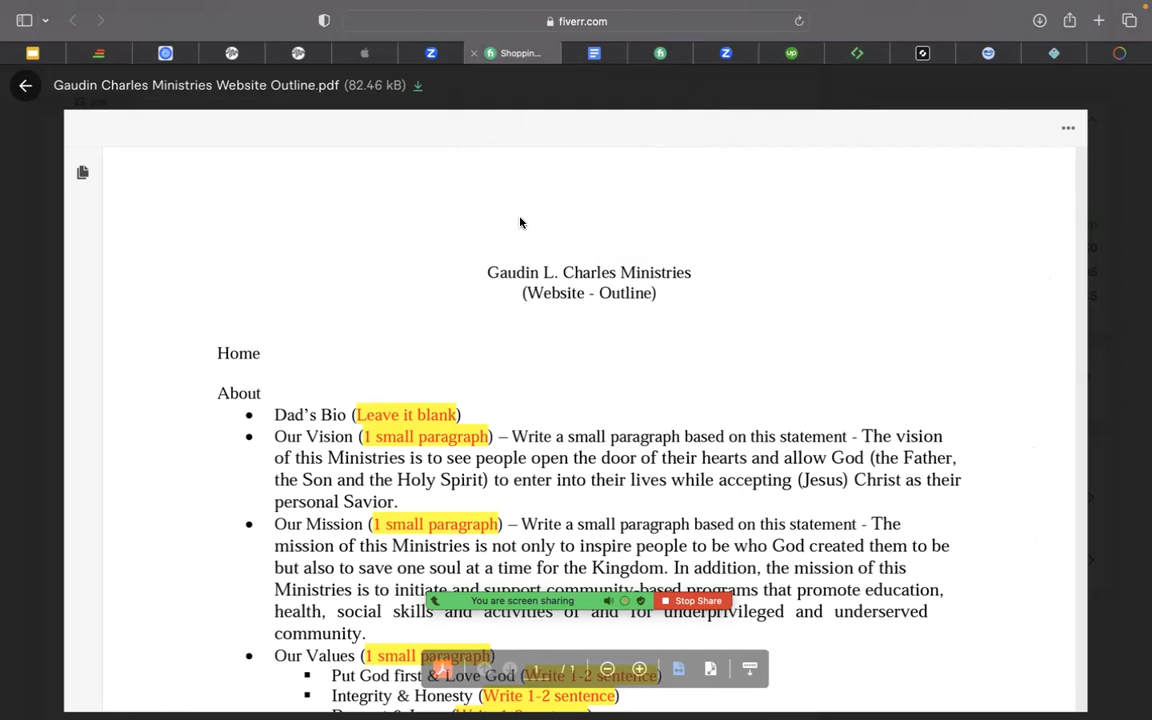 fiverr.com
Shoppin...
Gaudin Charles Ministries Website Outline.pdf (82.46 kB)
Gaudin L. Charles Ministries
(Website - Outline)
Home
About
• Dad's Bio (Leave it blank)
• Our Vision (1 small paragraph) – Write a small paragraph based on this statement - The vision
of this Ministries is to see people open the door of their hearts and allow God (the Father,
the Son and the Holy Spirit) to enter into their lives while accepting (Jesus) Christ as their
personal Savior.
• Our Mission (1 small paragraph) – Write a small paragraph based on this statement - The
mission of this Ministries is not only to inspire people to be who God created them to be
but also to save one soul at a time for the Kingdom. In addition, the mission of this
Ministries is to initiate and support community-based programs that promote education,
You are screen sharing Stop Share
health, social skills and activities of and for underprivileged and underserved
community.
• Our Values (1 small paragraph)
1 / 1
▪ Put God first & Love God (Write 1-2 sentence)
▪ Integrity & Honesty (Write 1-2 sentence)